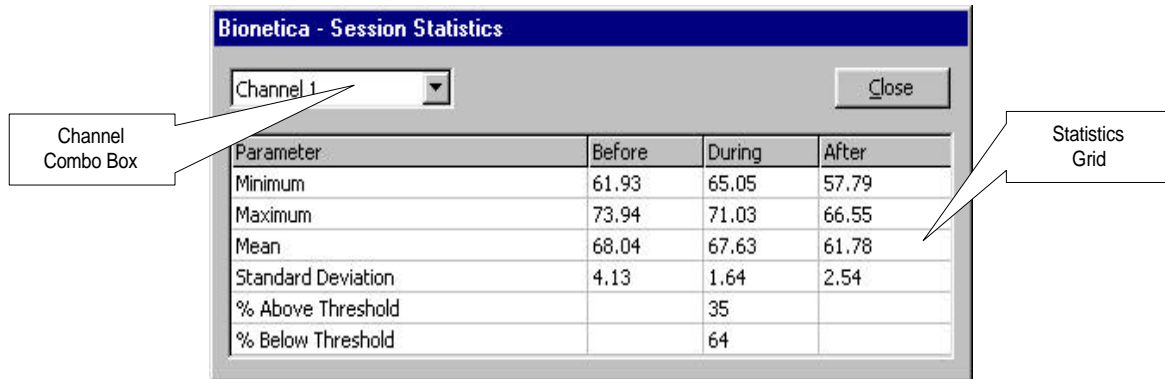 Bionetica - Session Statistics
Channel 1
Close
Channel
Combo Box
Statistics
Grid
Parameter Before During After
Minimum 61.93 65.05 57.79
Maximum 73.94 71.03 66.55
Mean 68.04 67.63 61.78
Standard Deviation 4.13 1.64 2.54
% Above Threshold 35
% Below Threshold 64